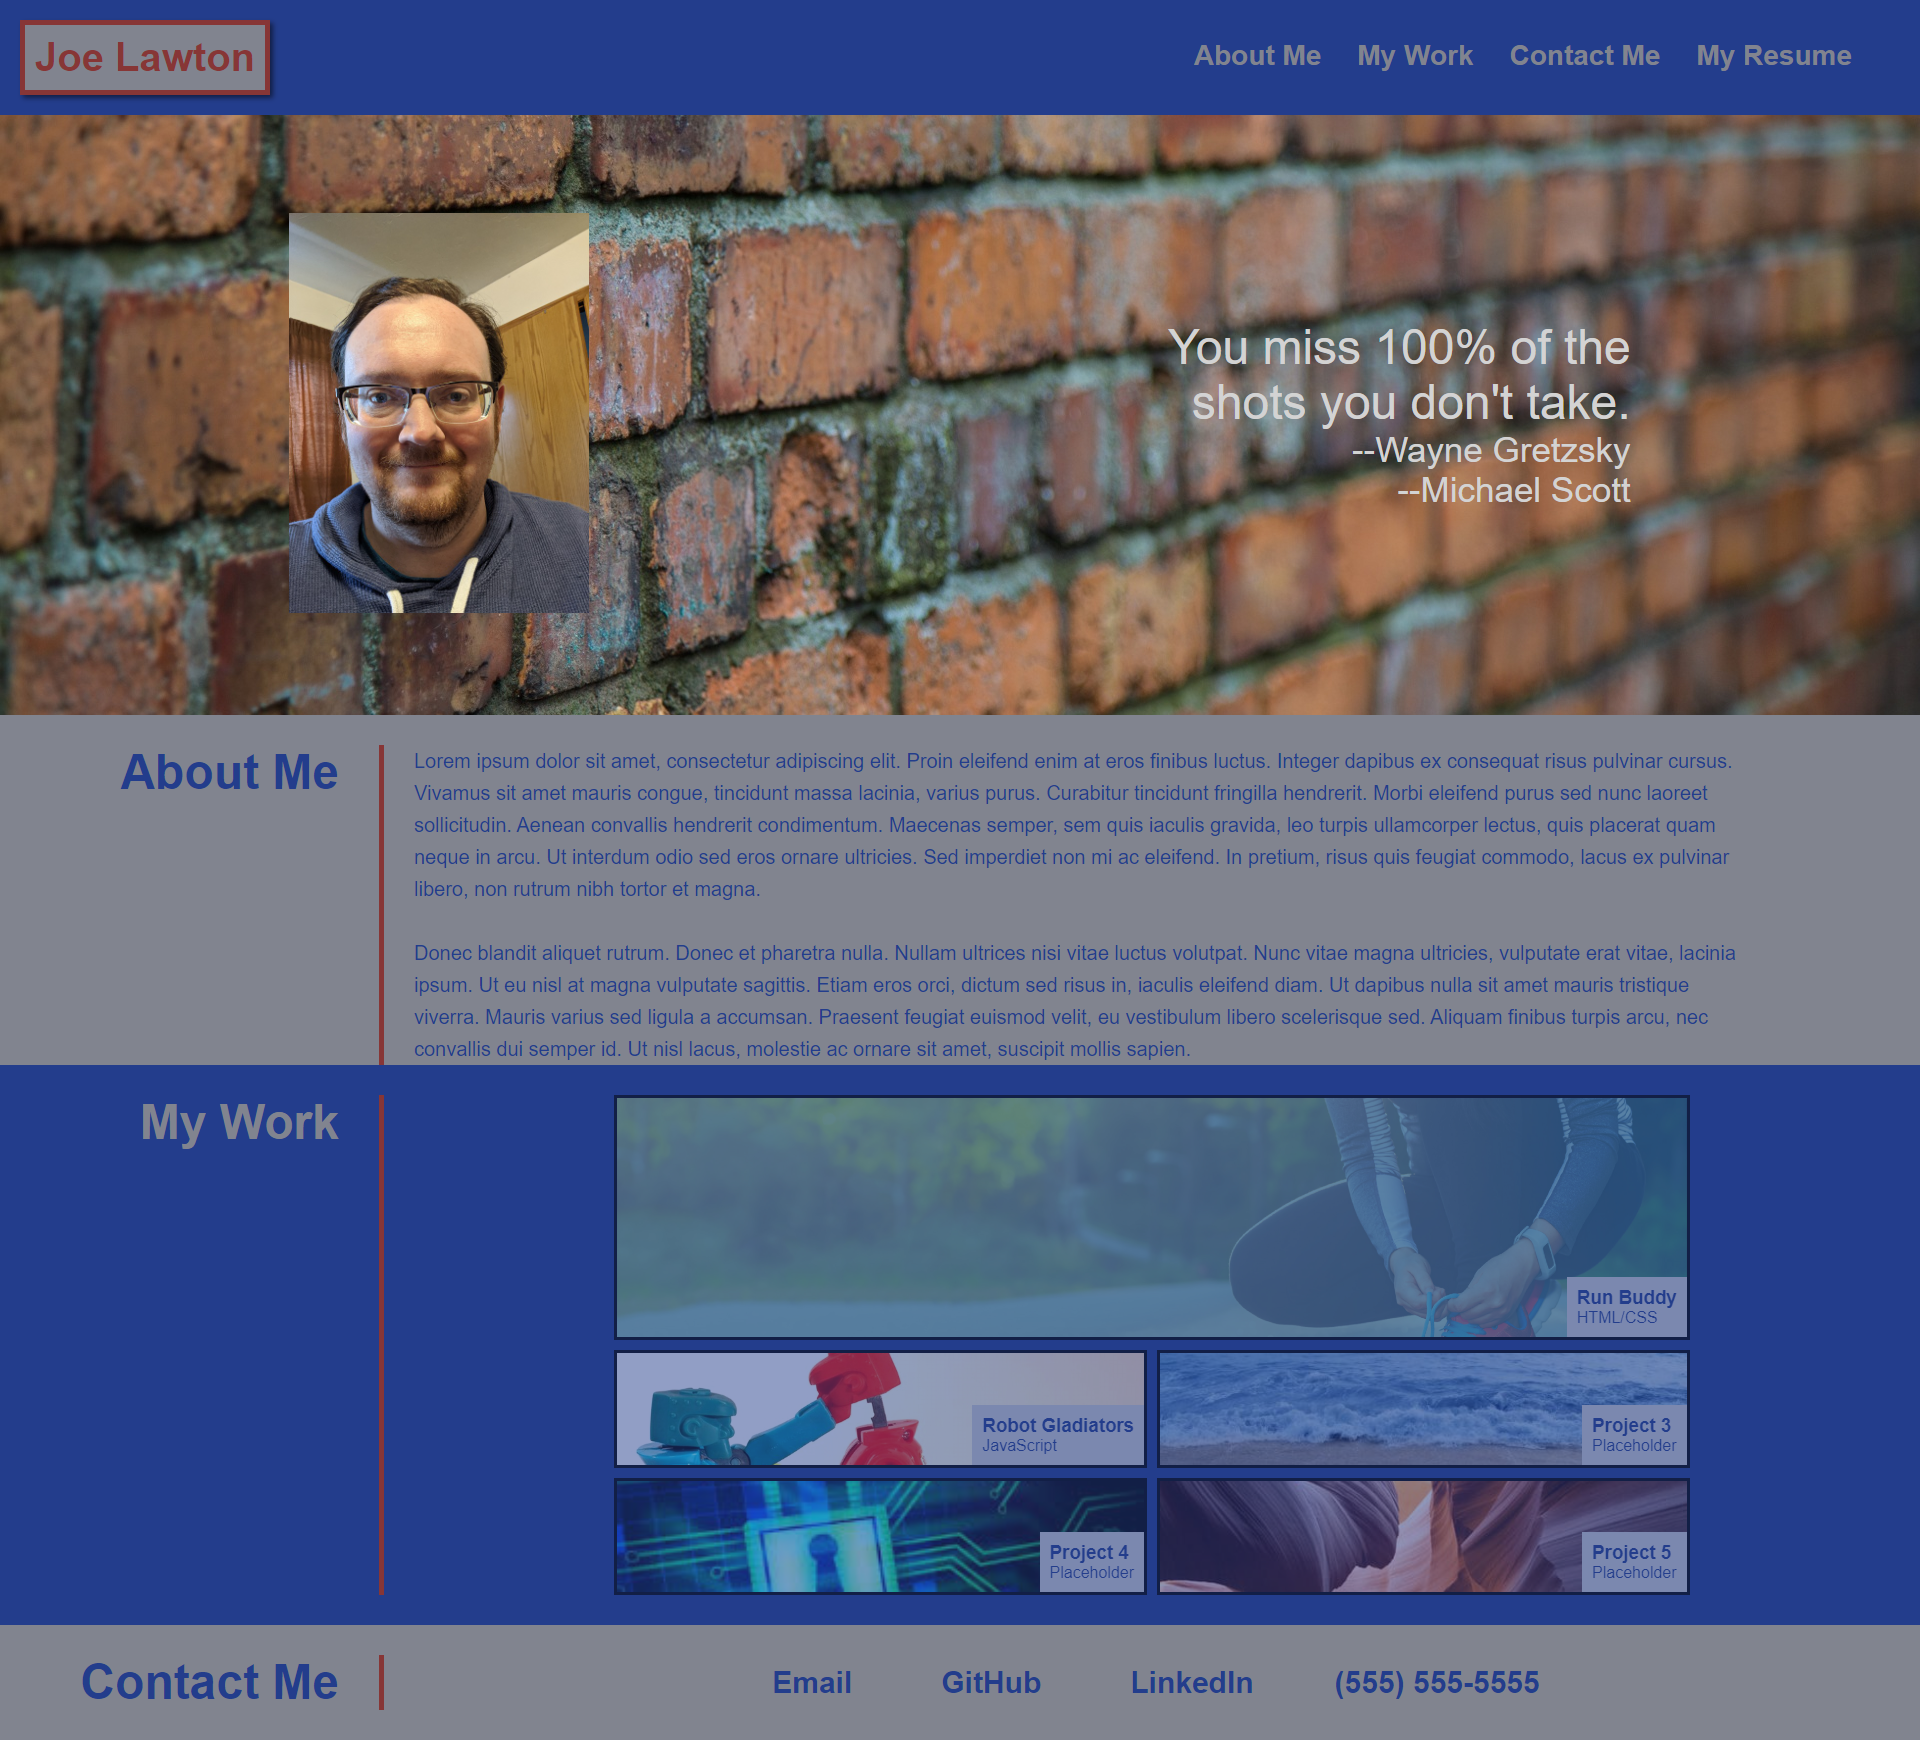 Joe Lawton
About Me
My Work
Contact Me
My Resume
You miss 100% of the
shots you don't take.
--Wayne Gretzsky
--Michael Scott
About Me
Lorem ipsum dolor sit amet, consectetur adipiscing elit. Proin eleifend enim at eros finibus luctus. Integer dapibus ex consequat risus pulvinar cursus.
Vivamus sit amet mauris congue, tincidunt massa lacinia, varius purus. Curabitur tincidunt fringilla hendrerit. Morbi eleifend purus sed nunc laoreet
sollicitudin. Aenean convallis hendrerit condimentum. Maecenas semper, sem quis iaculis gravida, leo turpis ullamcorper lectus, quis placerat quam
neque in arcu. Ut interdum odio sed eros ornare ultricies. Sed imperdiet non mi ac eleifend. In pretium, risus quis feugiat commodo, lacus ex pulvinar
libero, non rutrum nibh tortor et magna.
Donec blandit aliquet rutrum. Donec et pharetra nulla. Nullam ultrices nisi vitae luctus volutpat. Nunc vitae magna ultricies, vulputate erat vitae, lacinia
ipsum. Ut eu nisl at magna vulputate sagittis. Etiam eros orci, dictum sed risus in, iaculis eleifend diam. Ut dapibus nulla sit amet mauris tristique
viverra. Mauris varius sed ligula a accumsan. Praesent feugiat euismod velit, eu vestibulum libero scelerisque sed. Aliquam finibus turpis arcu, nec
convallis dui semper id. Ut nisl lacus, molestie ac ornare sit amet, suscipit mollis sapien.
My Work
Run Buddy
HTML/CSS
Robot Gladiators
JavaScript
Project 3
Placeholder
Project 4
Placeholder
Project 5
Placeholder
Contact Me
Email
GitHub
LinkedIn
(555) 555-5555